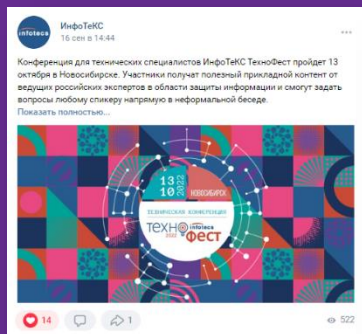 infotecs
ИнфоТеКС
16 сен в 14:44
Конференция для технических специалистов ИнфоТеКС ТехноФест пройдет 13
октября в Новосибирске. Участники получат полезный прикладной контент от
ведущих российских экспертов в области защиты информации и смогут задать
вопросы любому спикеру напрямую в неформальной беседе.
Показать полностью...
13
10
2022
НОВОСИБИРСК
ТЕХНИЧЕСКАЯ КОНФЕРЕНЦИЯ
ТЕХНО infotecs
2022 ФЕСТ
14
1
522